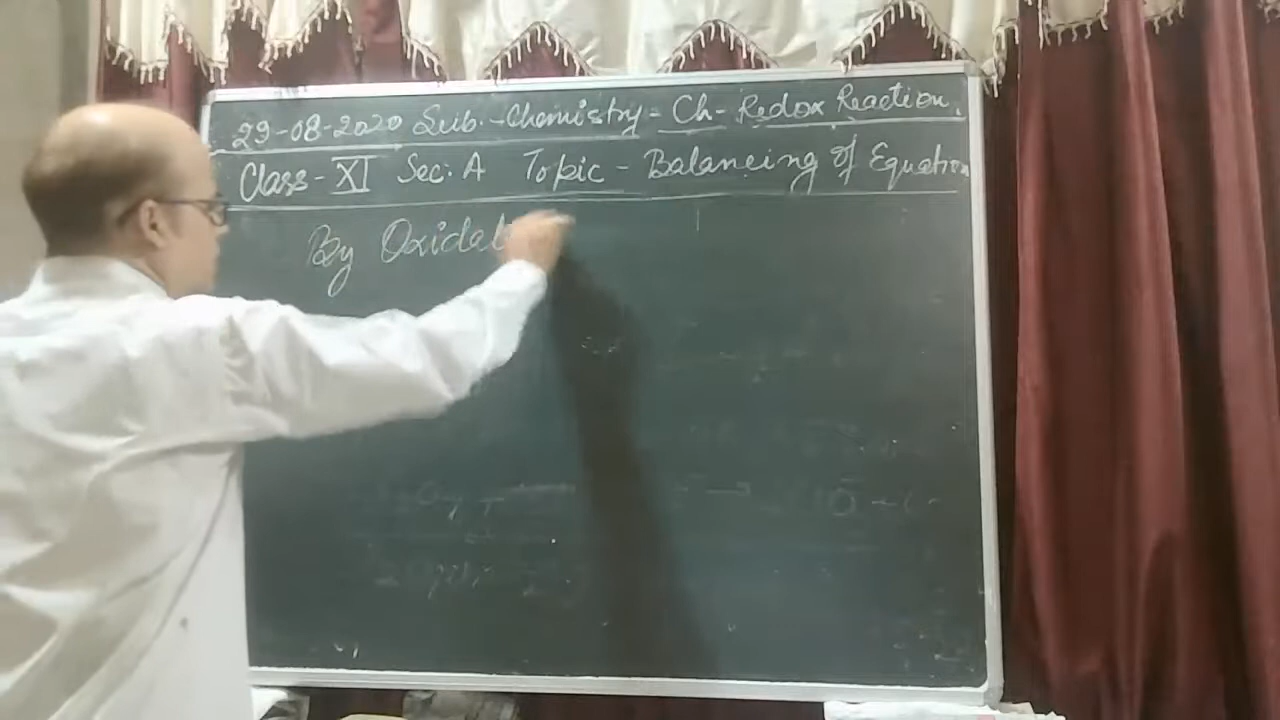 29-08-2020 Sub.-Chemistry- Ch- Redox Reaction.
Class- XI Sec: A Topic - Balancing of Equation
By Oxidat